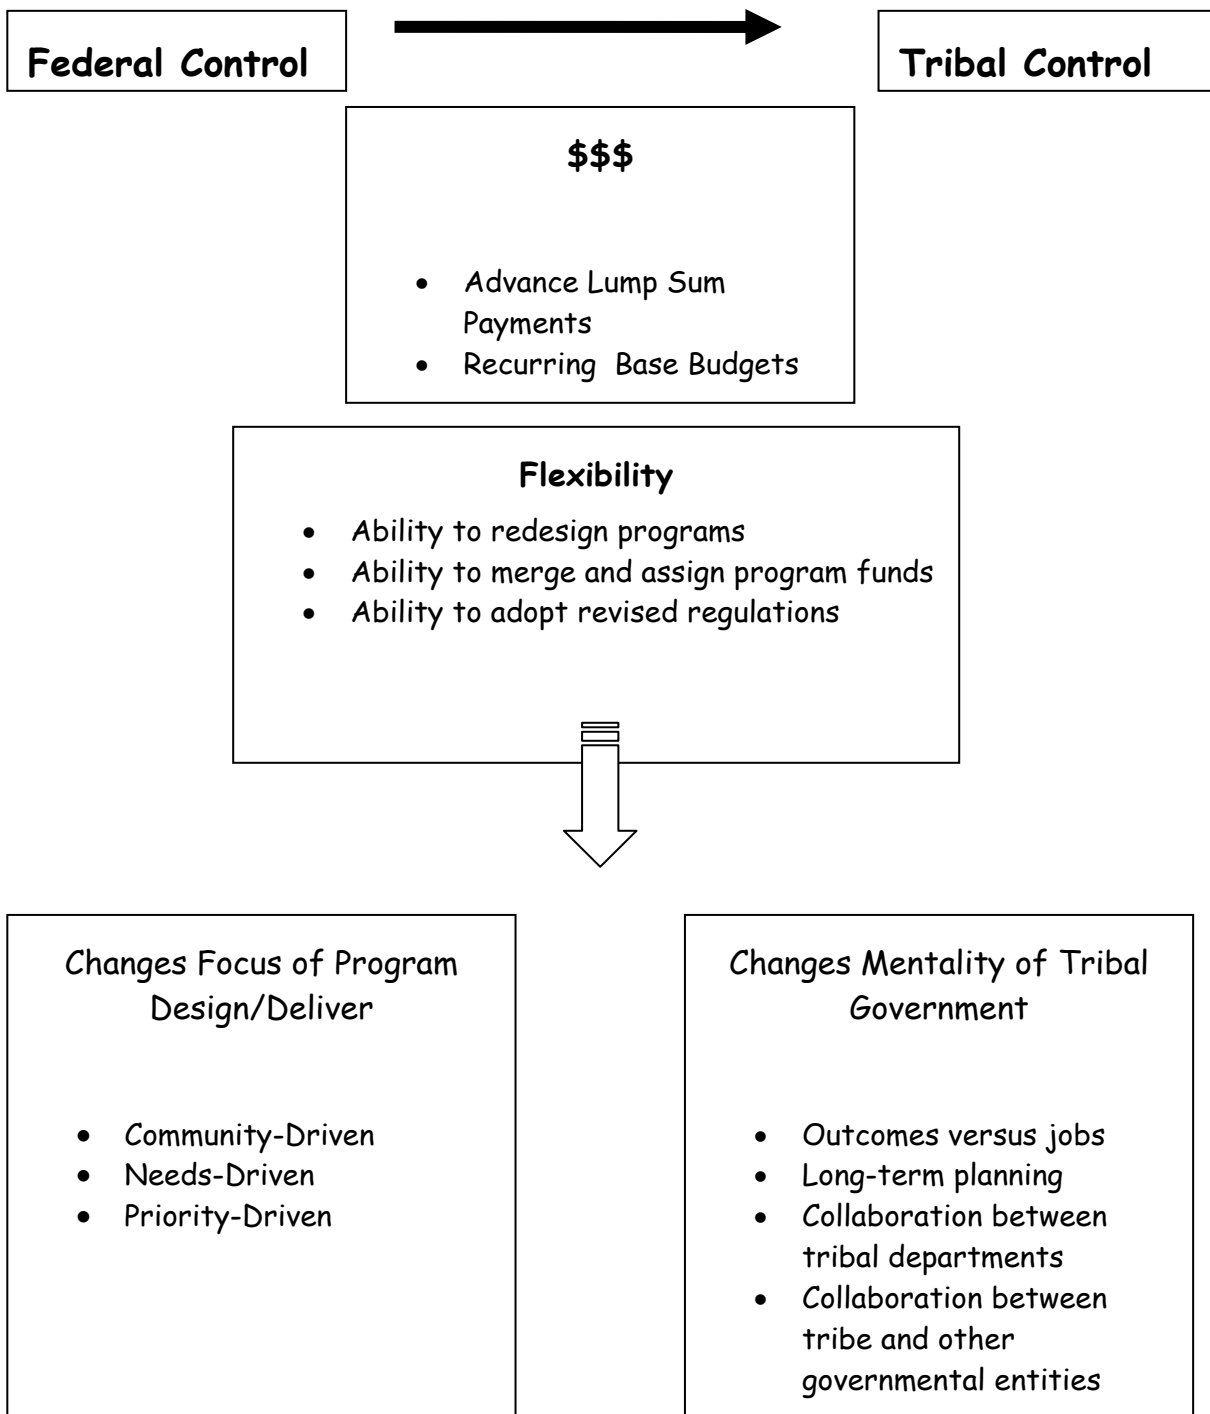 Federal Control
Tribal Control
$$$
• Advance Lump Sum
Payments
• Recurring Base Budgets
Flexibility
• Ability to redesign programs
• Ability to merge and assign program funds
• Ability to adopt revised regulations
Changes Focus of Program
Design/Deliver
• Community-Driven
• Needs-Driven
• Priority-Driven
Changes Mentality of Tribal
Government
• Outcomes versus jobs
• Long-term planning
• Collaboration between
tribal departments
• Collaboration between
tribe and other
governmental entities